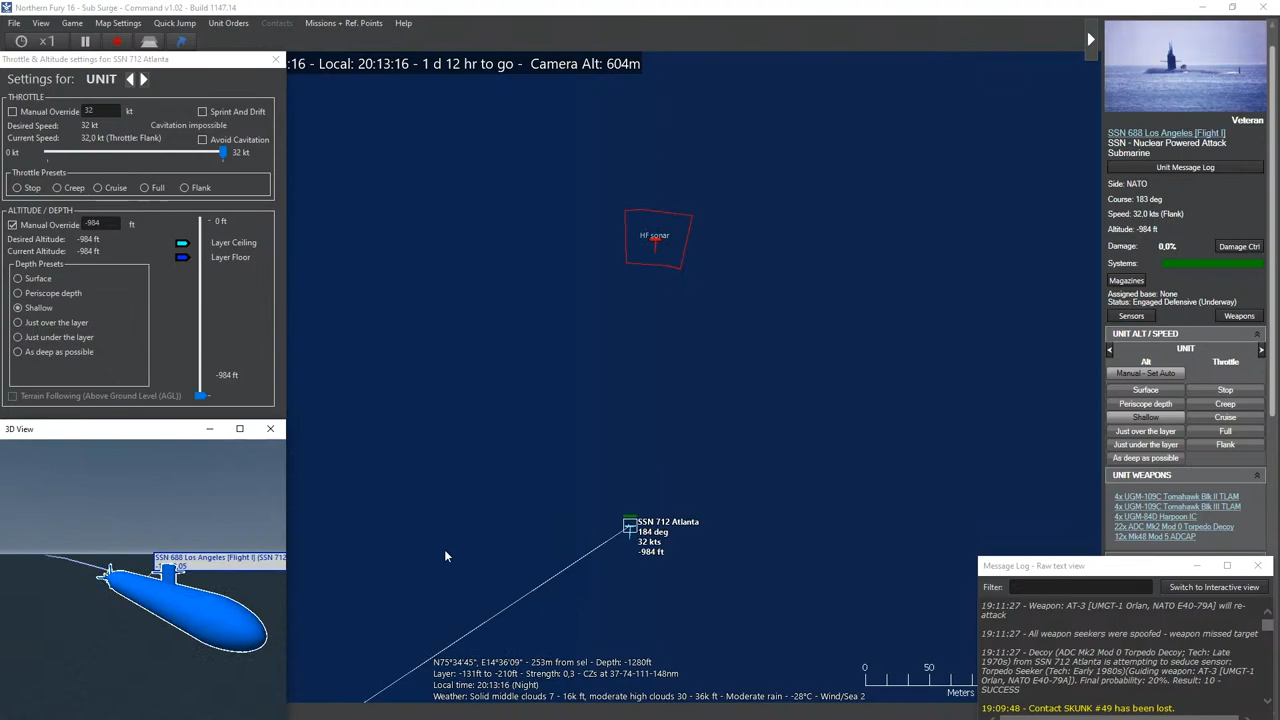 Northern Fury 16 - Sub Surge - Command v1.02 - Build 1147.14
File View Game Map Settings Quick Jump Unit Orders Contacts Missions + Ref. Points Help
x1
Throttle & Altitude settings for: SSN 712 Atlanta
Settings for: UNIT
THROTTLE
Manual Override 32 kt Sprint And Drift
Desired Speed: 32 kt Cavitation impossible
Current Speed: 32,0 kt (Throttle: Flank) Avoid Cavitation
0 kt 32 kt
Throttle Presets
Stop Creep Cruise Full Flank
ALTITUDE / DEPTH
Manual Override -984 ft
Desired Altitude: -984 ft
Current Altitude: -984 ft
Depth Presets
Surface
Periscope depth
Shallow
Just over the layer
Just under the layer
As deep as possible
- 0 ft
Layer Ceiling
Layer Floor
-984 ft
Terrain Following (Above Ground Level (AGL))
3D View
SSN 688 Los Angeles [Flight I] (SSN 712
:16 - Local: 20:13:16 - 1 d 12 hr to go - Camera Alt: 604m
HF sonar
SSN 712 Atlanta
184 deg
32 kts
-984 ft
N75°34'45", E14°36'09" - 253m from sel - Depth: -1280ft
Layer: -131ft to -210ft - Strength: 0,3 - CZs at 37-74-111-148nm
Local time: 20:13:16 (Night)
Weather: Solid middle clouds 7 - 16k ft, moderate high clouds 30 - 36k ft - Moderate rain - -28°C - Wind/Sea 2
0 50
Meters
Veteran
SSN 688 Los Angeles [Flight I]
SSN - Nuclear Powered Attack
Submarine
Unit Message Log
Side: NATO
Course: 183 deg
Speed: 32.0 kts (Flank)
Altitude: -984 ft
Damage: 0,0% Damage Ctrl
Systems:
Magazines
Assigned base: None
Status: Engaged Defensive (Underway)
Sensors Weapons
UNIT ALT / SPEED
UNIT
Alt Throttle
Manual - Set Auto
Surface Stop
Periscope depth Creep
Shallow Cruise
Just over the layer Full
Just under the layer Flank
As deep as possible
UNIT WEAPONS
4x UGM-109C Tomahawk Blk II TLAM
4x UGM-109C Tomahawk Blk III TLAM
4x UGM-84D Harpoon IC
22x ADC Mk2 Mod 0 Torpedo Decoy
12x Mk48 Mod 5 ADCAP
Message Log - Raw text view
Filter: Switch to Interactive view
19:11:27 - Weapon: AT-3 [UMGT-1 Orlan, NATO E40-79A] will re-
attack
19:11:27 - All weapon seekers were spoofed - weapon missed target
19:11:27 - Decoy (ADC Mk2 Mod 0 Torpedo Decoy; Tech: Late
1970s) from SSN 712 Atlanta is attempting to seduce sensor:
Torpedo Seeker (Tech: Early 1980s)(Guiding weapon: AT-3 [UMGT-1
Orlan, NATO E40-79A]). Final probability: 20%. Result: 10 -
SUCCESS
19:09:48 - Contact SKUNK #49 has been lost.